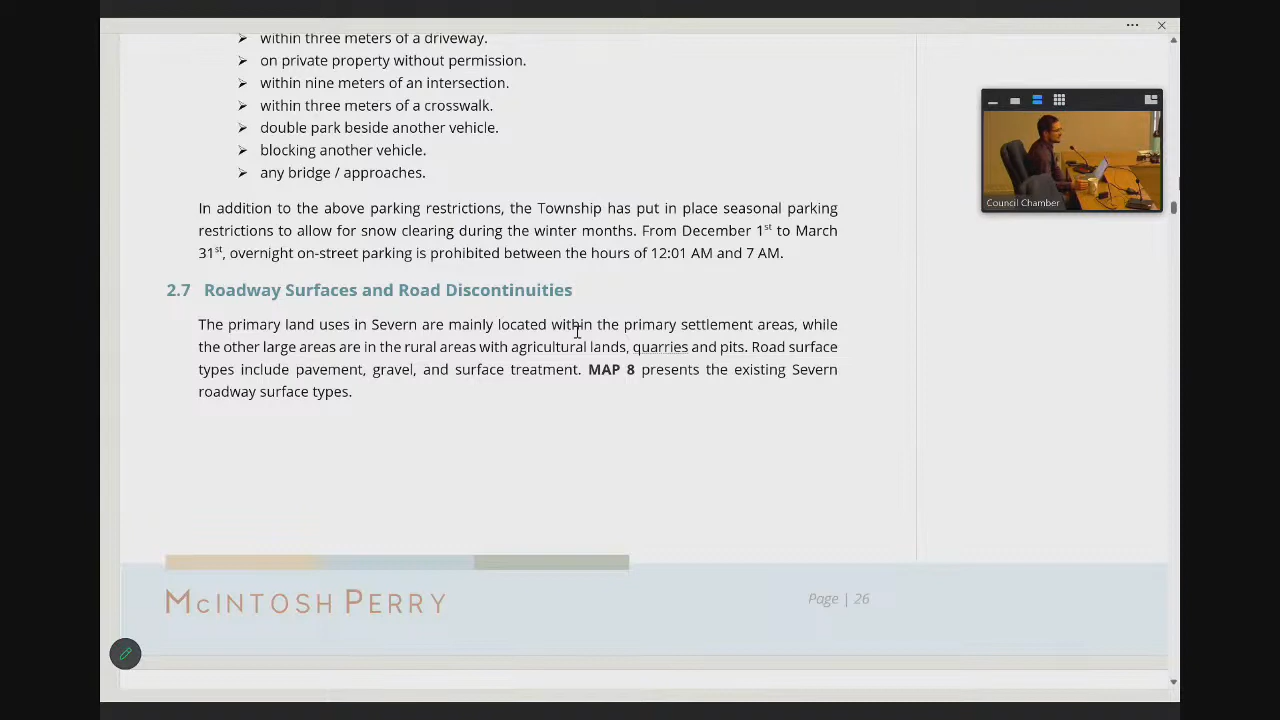 within three meters of a driveway.
on private property without permission.
within nine meters of an intersection.
within three meters of a crosswalk.
double park beside another vehicle.
blocking another vehicle.
any bridge / approaches.
In addition to the above parking restrictions, the Township has put in place seasonal parking
restrictions to allow for snow clearing during the winter months. From December 1st to March
31st, overnight on-street parking is prohibited between the hours of 12:01 AM and 7 AM.
2.7 Roadway Surfaces and Road Discontinuities
The primary land uses in Severn are mainly located within the primary settlement areas, while
the other large areas are in the rural areas with agricultural lands, quarries and pits. Road surface
types include pavement, gravel, and surface treatment. MAP 8 presents the existing Severn
roadway surface types.
Council Chamber
McINTOSH PERRY
Page | 26